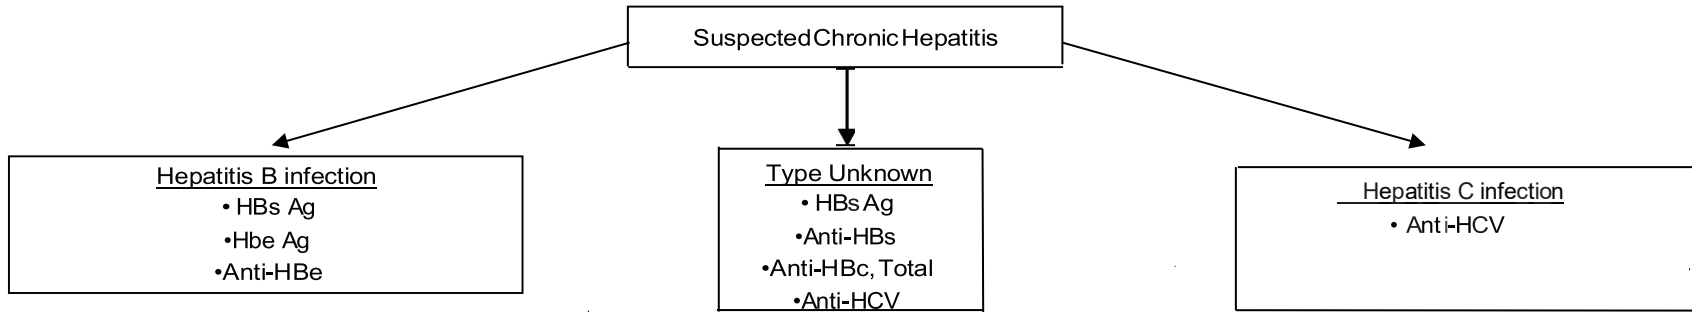 Suspected Chronic Hepatitis
Hepatitis B infection
• HBs Ag
•Hbe Ag
•Anti-HBe
Type Unknown
• HBs Ag
•Anti-HBs
•Anti-HBc, Total
•Anti-HCV
Hepatitis C infection
• Anti-HCV